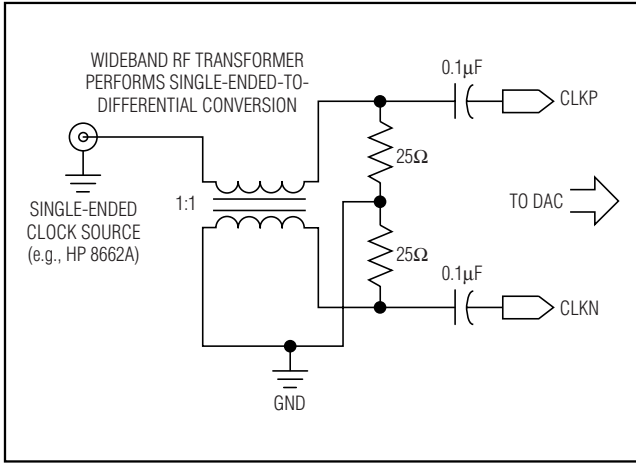 WIDEBAND RF TRANSFORMER
PERFORMS SINGLE-ENDED-TO-
DIFFERENTIAL CONVERSION
0.1μF
CLKP
25Ω
SINGLE-ENDED
CLOCK SOURCE
(e.g., HP 8662A)
1:1
TO DAC
25Ω
0.1μF
CLKN
GND